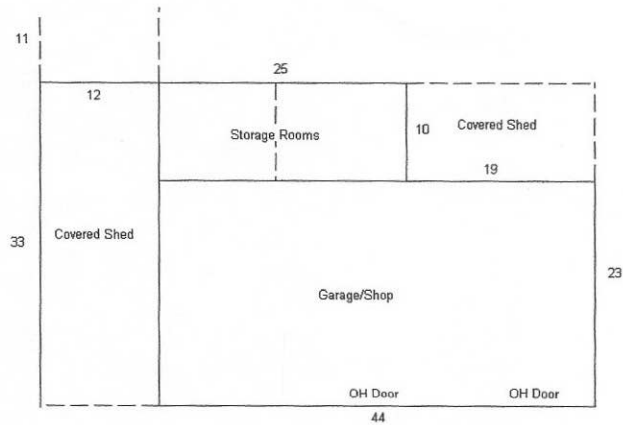 11
25
12
Storage Rooms
10
Covered Shed
19
33
Covered Shed
23
Garage/Shop
OH Door
OH Door
44